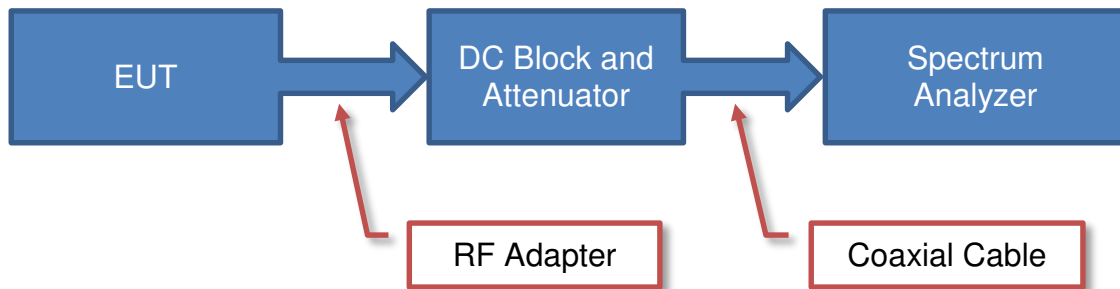 EUT
DC Block and
Attenuator
Spectrum
Analyzer
RF Adapter
Coaxial Cable